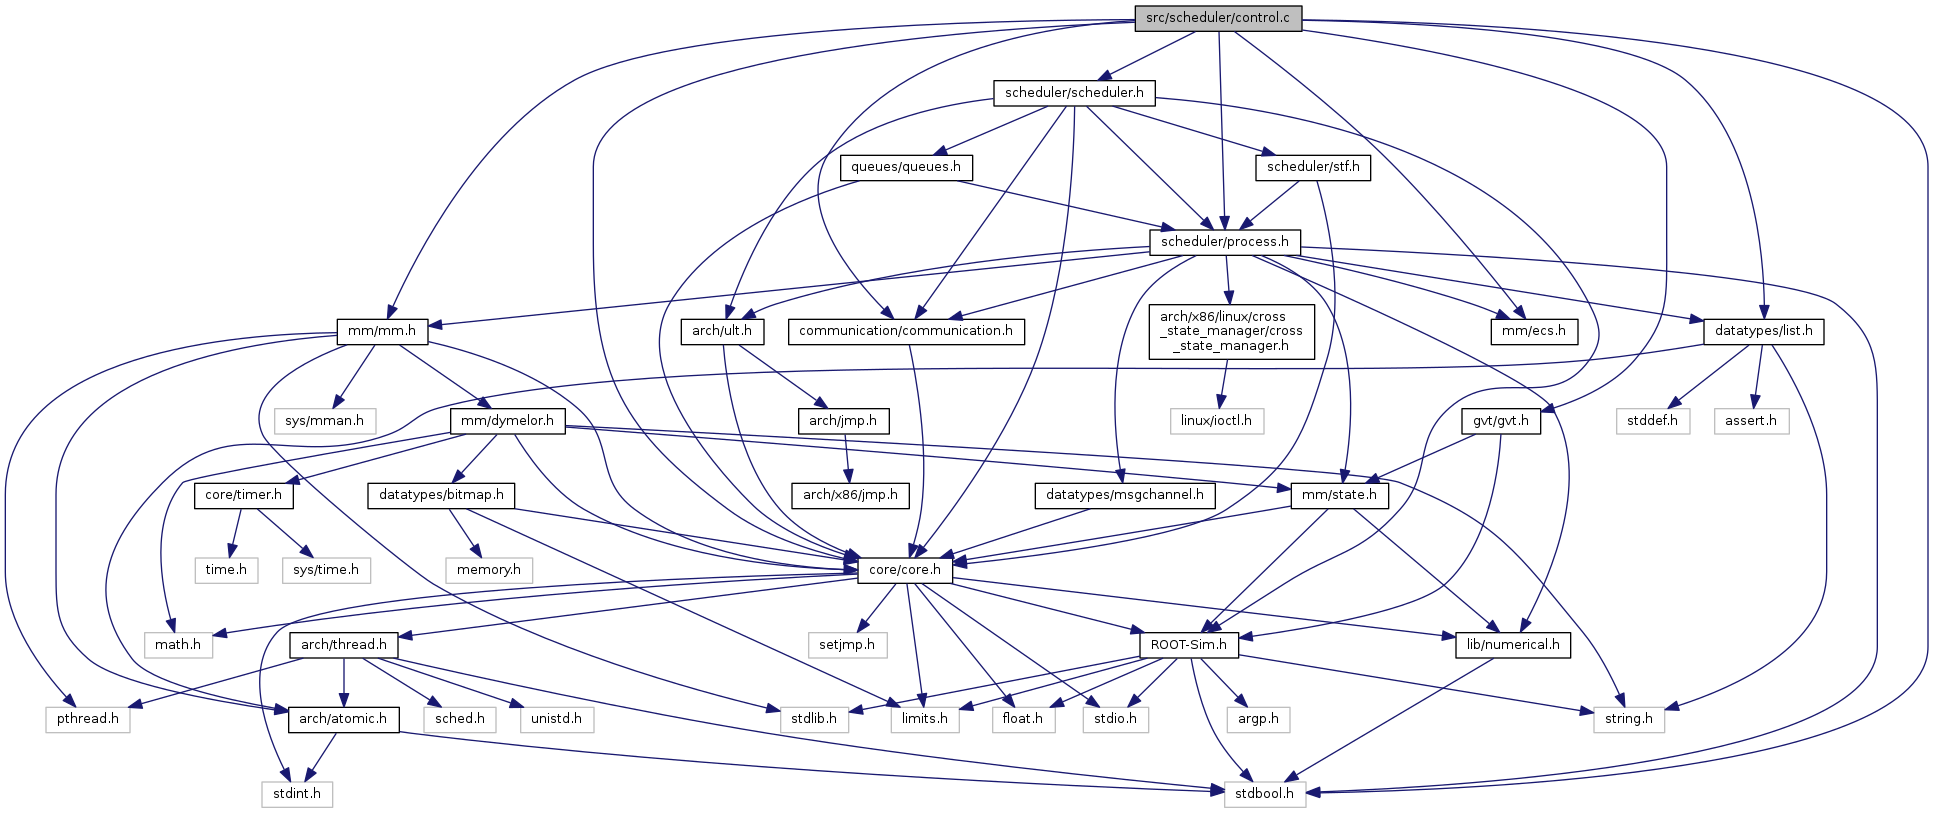 src/scheduler/control.c
scheduler/scheduler.h
queues/queues.h
scheduler/stf.h
scheduler/process.h
mm/mm.h
arch/ult.h
communication/communication.h
arch/x86/linux/cross
_state_manager/cross
_state_manager.h
mm/ecs.h
datatypes/list.h
sys/mman.h
mm/dymelor.h
arch/jmp.h
linux/ioctl.h
gvt/gvt.h
stddef.h
assert.h
core/timer.h
datatypes/bitmap.h
arch/x86/jmp.h
datatypes/msgchannel.h
mm/state.h
time.h
sys/time.h
memory.h
core/core.h
math.h
arch/thread.h
setjmp.h
ROOT-Sim.h
lib/numerical.h
pthread.h
arch/atomic.h
sched.h
unistd.h
stdlib.h
limits.h
float.h
stdio.h
argp.h
string.h
stdint.h
stdbool.h